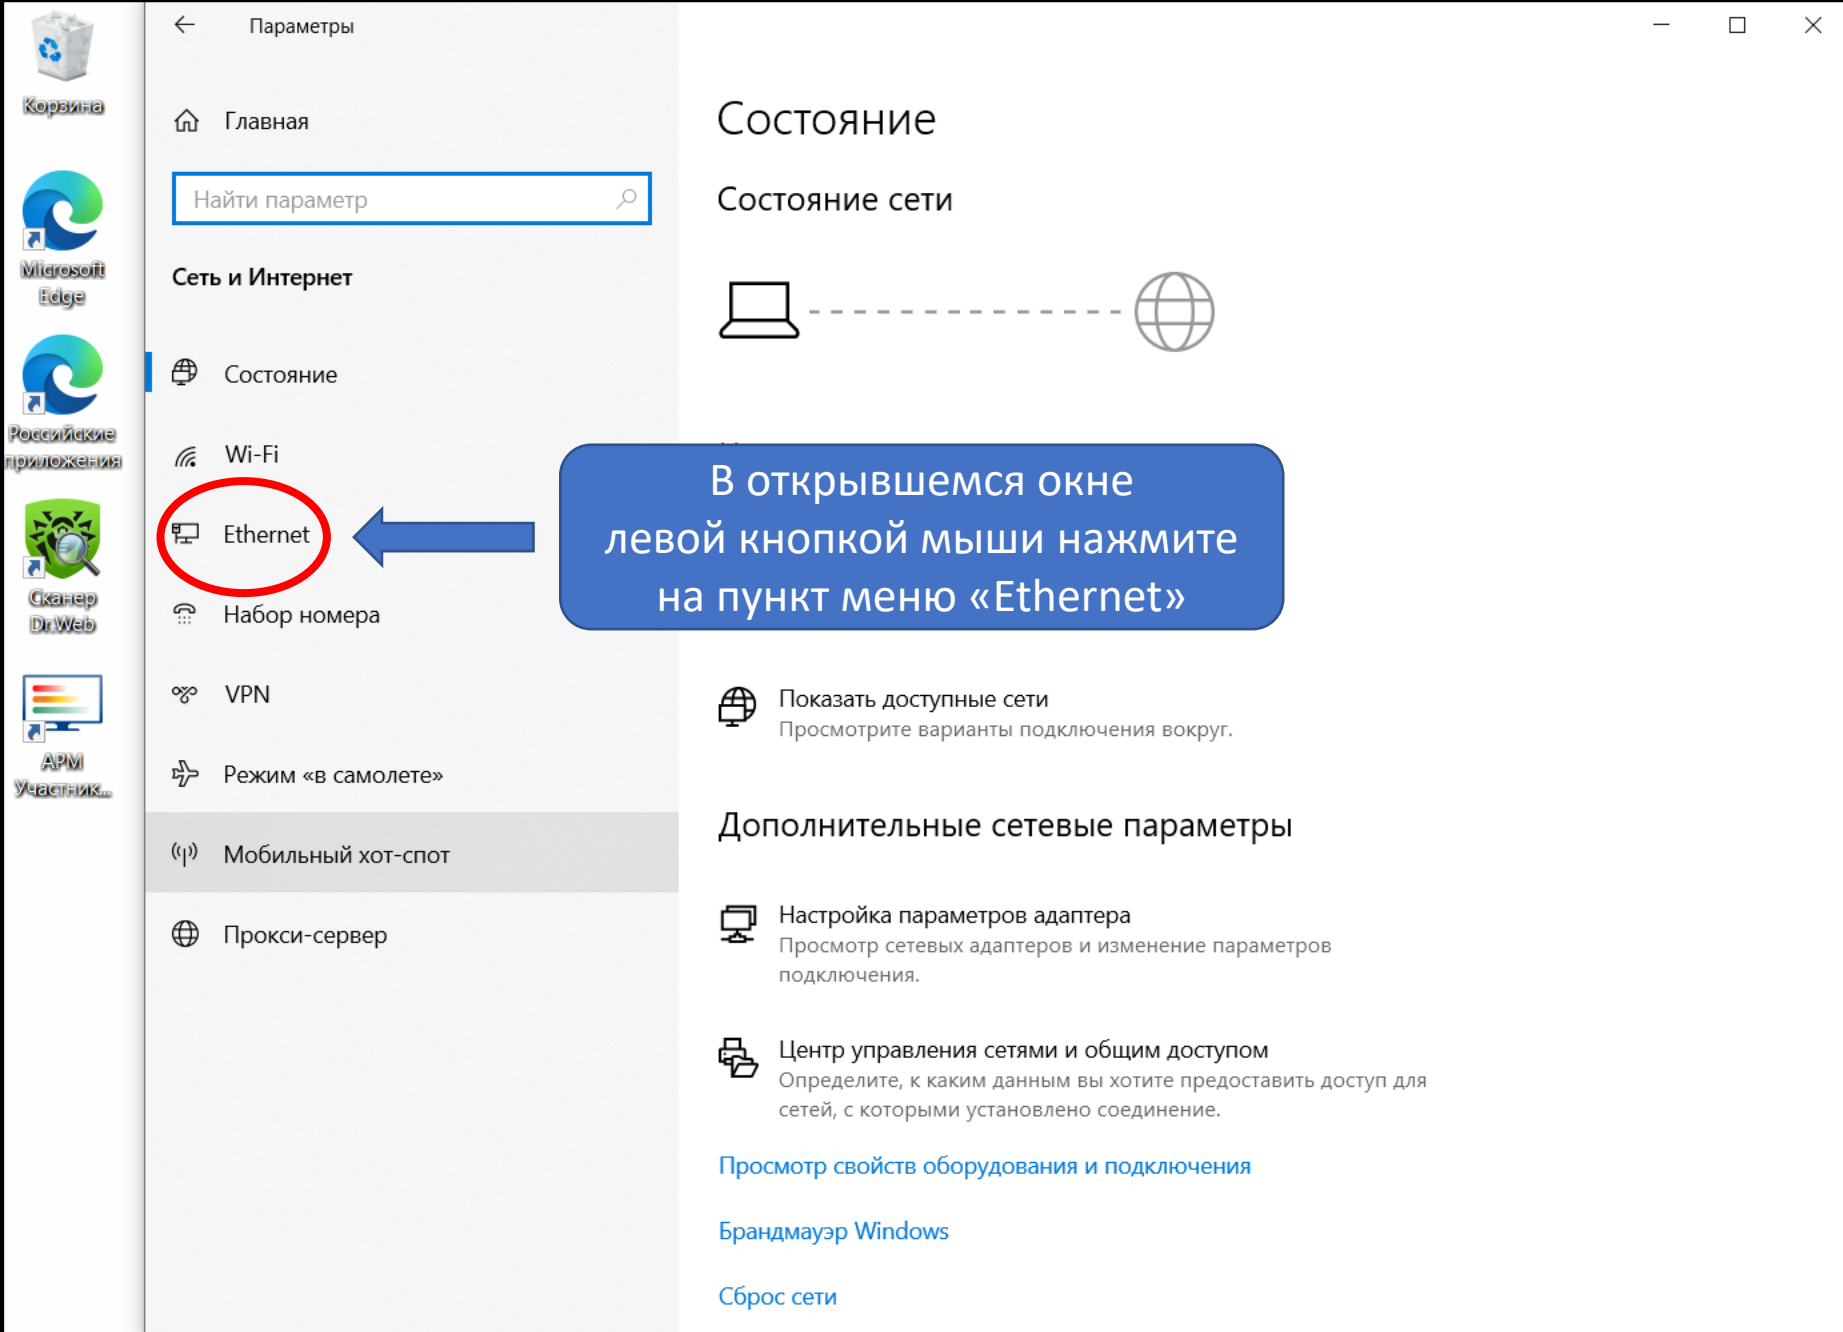 Корзина
Microsoft
Edge
Российские
приложения
Сканер
Dr.Web
АРМ
Участник...
Параметры
Главная
Найти параметр
Сеть и Интернет
Состояние
Wi-Fi
Ethernet
Набор номера
VPN
Режим «в самолете»
Мобильный хот-спот
Прокси-сервер
Состояние
Состояние сети
В открывшемся окне
левой кнопкой мыши нажмите
на пункт меню «Ethernet»
Показать доступные сети
Просмотрите варианты подключения вокруг.
Дополнительные сетевые параметры
Настройка параметров адаптера
Просмотр сетевых адаптеров и изменение параметров
подключения.
Центр управления сетями и общим доступом
Определите, к каким данным вы хотите предоставить доступ для
сетей, с которыми установлено соединение.
Просмотр свойств оборудования и подключения
Брандмауэр Windows
Сброс сети